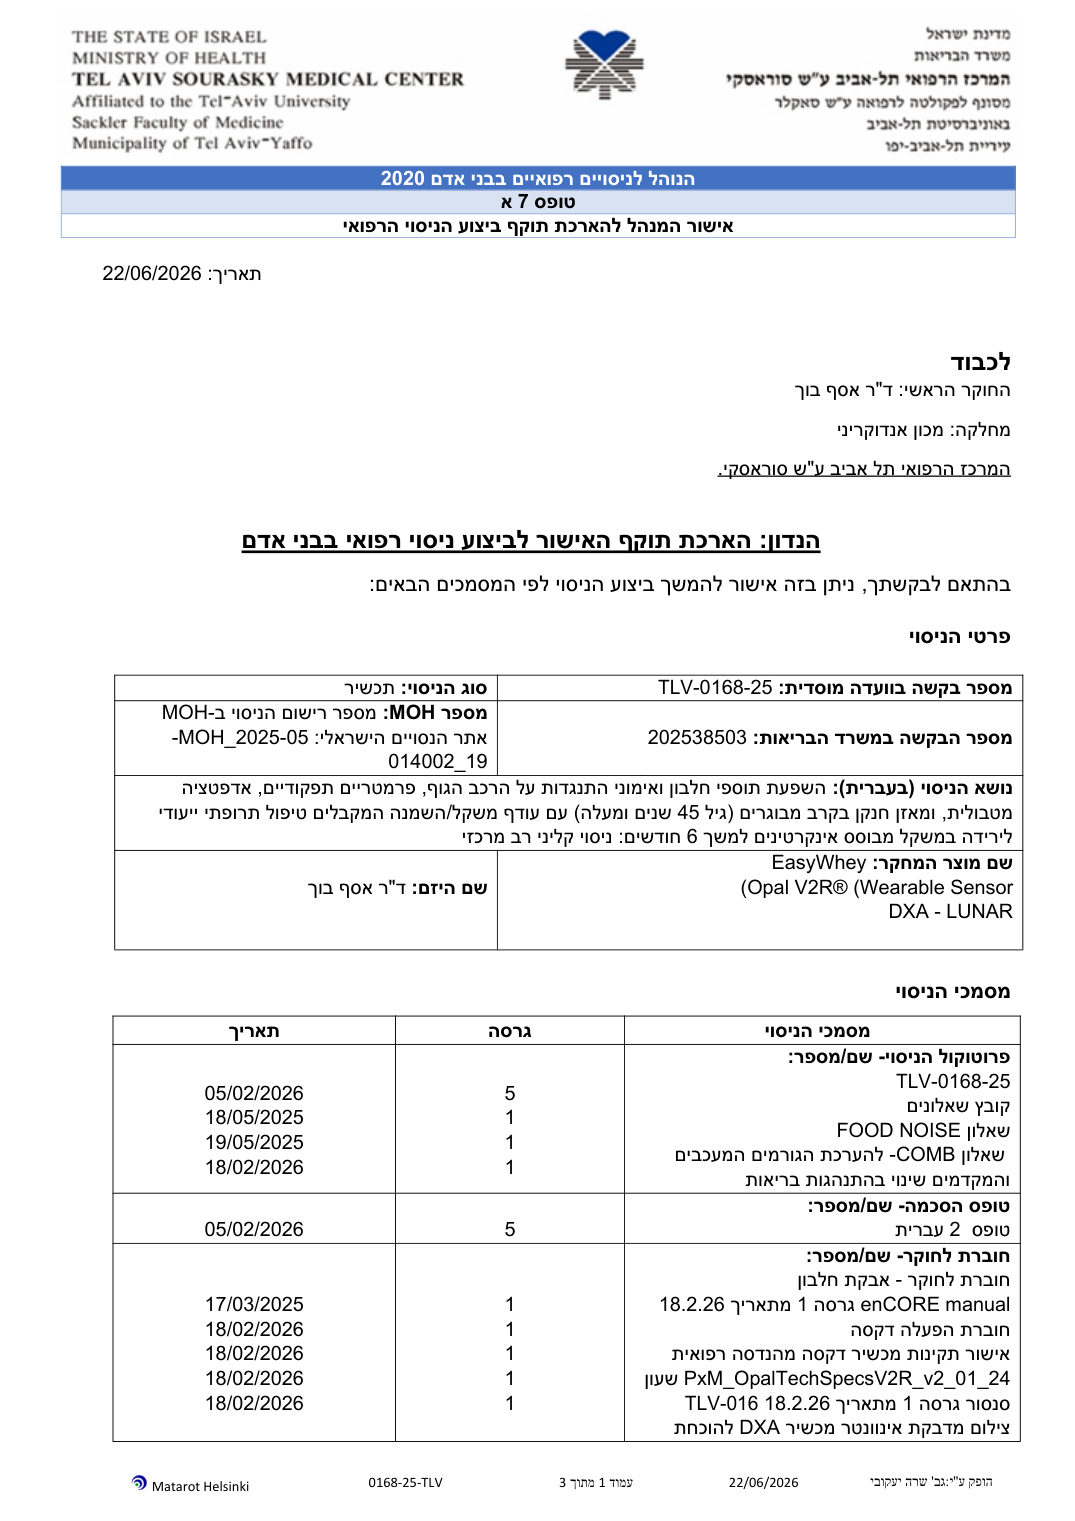 THE STATE OF ISRAEL
MINISTRY OF HEALTH
TEL AVIV SOURASKY MEDICAL CENTER
Affiliated to the Tel-Aviv University
Sackler Faculty of Medicine
Municipality of Tel Aviv-Yaffo
מדינת ישראל
משרד הבריאות
המרכז הרפואי תל-אביב ע"ש סוראסקי
מסונף לפקולטה לרפואה ע"ש סאקלר
באוניברסיטת תל-אביב
עיריית תל-אביב-יפו
הנוהל לניסויים רפואיים בבני אדם 2020
טופס 7 א
אישור המנהל להארכת תוקף ביצוע הניסוי הרפואי
תאריך: 22/06/2026
לכבוד
החוקר הראשי: ד"ר אסף בוך
מחלקה: מכון אנדוקריני
המרכז הרפואי תל אביב ע"ש סוראסקי.
הנדון: הארכת תוקף האישור לביצוע ניסוי רפואי בבני אדם
בהתאם לבקשתך, ניתן בזה אישור להמשך ביצוע הניסוי לפי המסמכים הבאים:
פרטי הניסוי
מספר בקשה בוועדה מוסדית: TLV-0168-25
סוג הניסוי: תכשיר
מספר הבקשה במשרד הבריאות: 202538503
מספר MOH: מספר רישום הניסוי ב-MOH
אתר הנסויים הישראלי: MOH_2025-05-
19_014002
נושא הניסוי (בעברית): השפעת תוספי חלבון ואימוני התנגדות על הרכב הגוף, פרמטריים תפקודיים, אדפטציה
מטבולית, ומאזן חנקן בקרב מבוגרים (גיל 45 שנים ומעלה) עם עודף משקל/השמנה המקבלים טיפול תרופתי ייעודי
לירידה במשקל מבוסס אינקרטינים למשך 6 חודשים: ניסוי קליני רב מרכזי
שם מוצר המחקר: EasyWhey
(Opal V2R® (Wearable Sensor
DXA - LUNAR
שם היזם: ד"ר אסף בוך
מסמכי הניסוי
מסמכי הניסוי גרסה תאריך
פרוטוקול הניסוי- שם/מספר:
TLV-0168-25
קובץ שאלונים
שאלון FOOD NOISE
שאלון COMB- להערכת הגורמים המעכבים
והמקדמים שינוי בהתנהגות בריאות
5
1
1
1
05/02/2026
18/05/2025
19/05/2025
18/02/2026
טופס הסכמה- שם/מספר:
טופס 2 עברית
5
05/02/2026
חוברת לחוקר- שם/מספר:
חוברת לחוקר - אבקת חלבון
enCORE manual גרסה 1 מתאריך 18.2.26
חוברת הפעלה דקסה
אישור תקינות מכשיר דקסה מהנדסה רפואית
PxM_OpalTechSpecsV2R_v2_01_24 שעון
סנסור גרסה 1 מתאריך 18.2.26 TLV-016
צילום מדבקת אינוונטר מכשיר DXA להוכחת
1
1
1
1
1
17/03/2025
18/02/2026
18/02/2026
18/02/2026
18/02/2026
הופק ע"י:גב' שרה יעקובי 22/06/2026 עמוד 1 מתוך 3 0168-25-TLV Matarot Helsinki